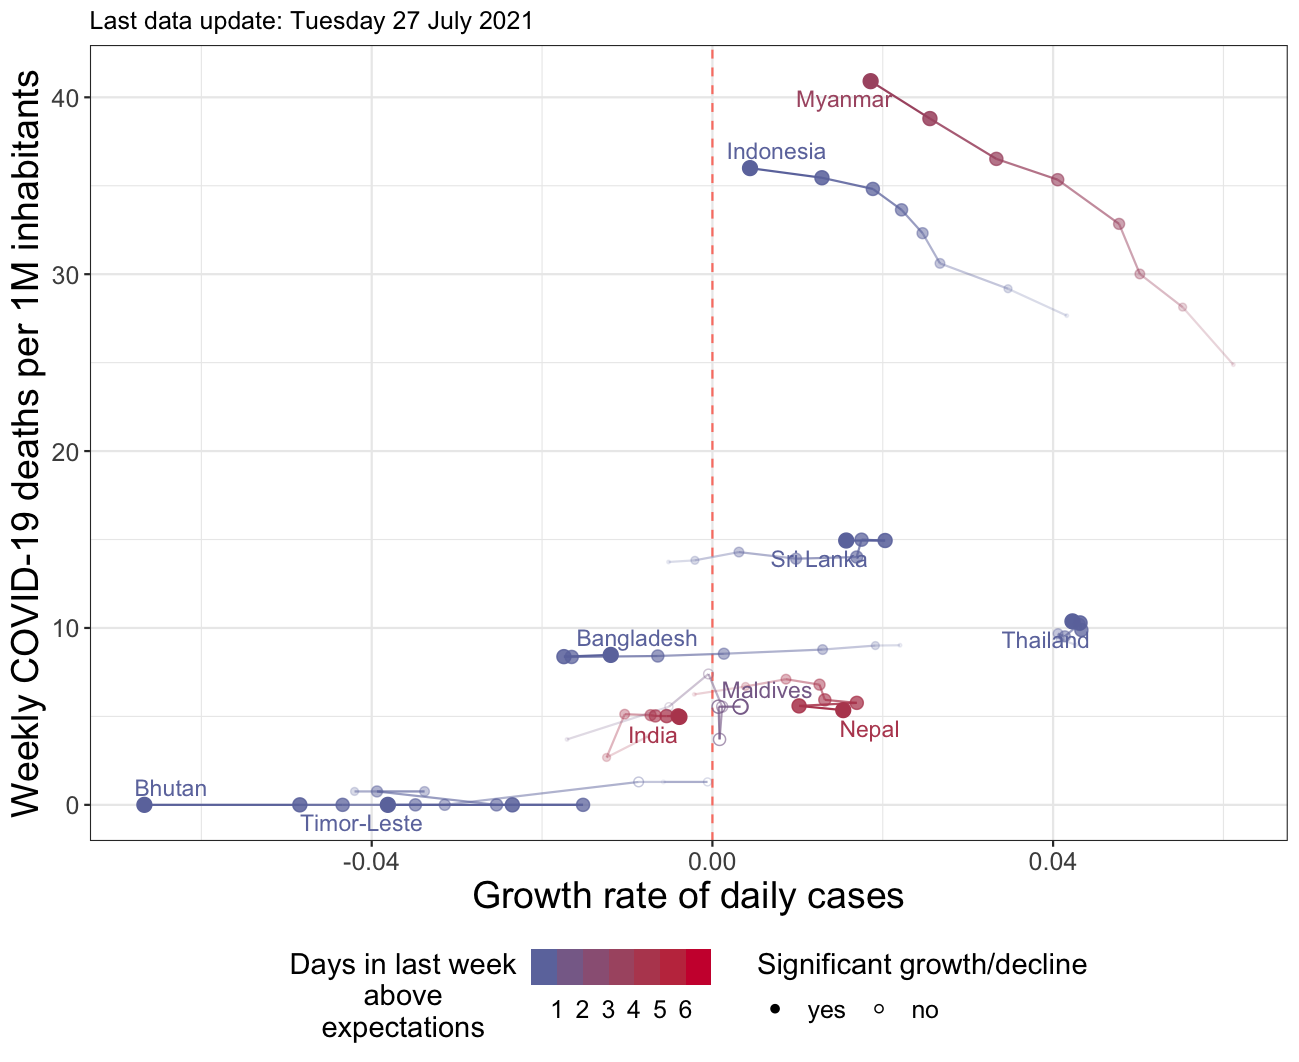 Last data update: Tuesday 27 July 2021
Weekly COVID-19 deaths per 1M inhabitants
40
30
20
10
0
Myanmar
Indonesia
Sri Lanka
Thailand
Bangladesh
Maldives
India
Nepal
Bhutan
Timor-Leste
-0.04
0.00
0.04
Growth rate of daily cases
Days in last week
above
expectations
1 2 3 4 5 6
Significant growth/decline
yes
no